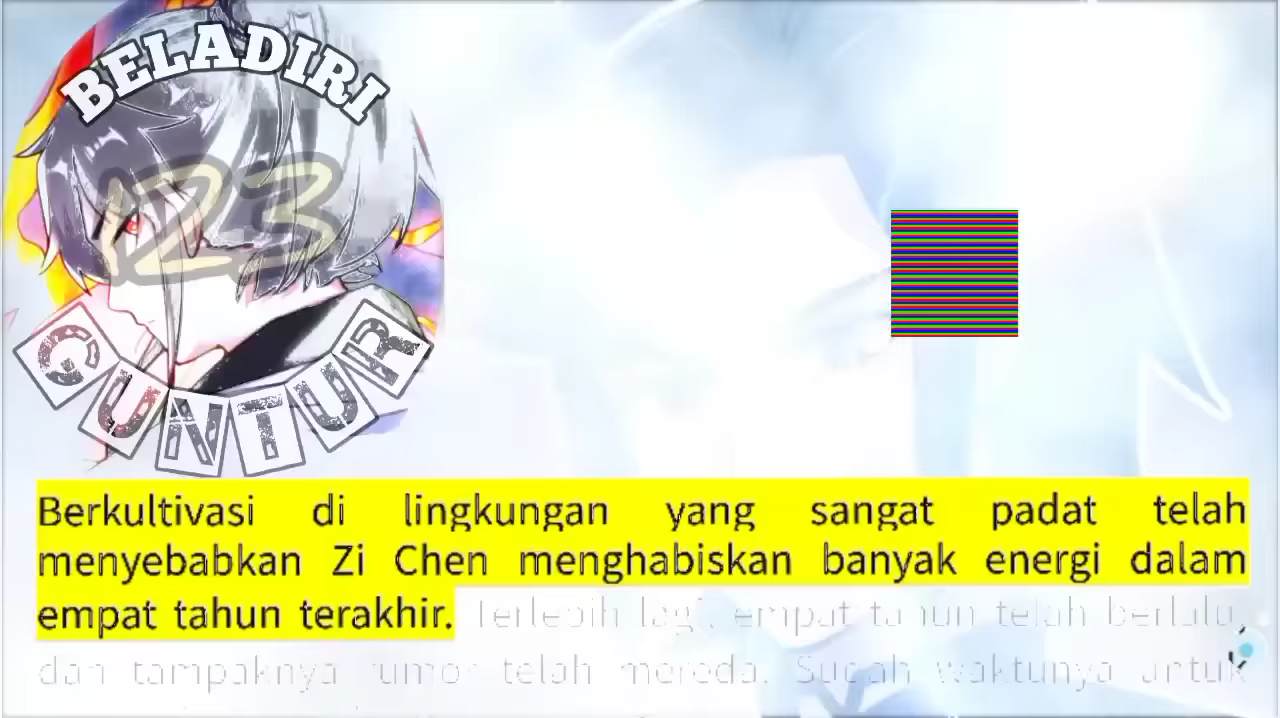 BELADIRI
123
GUNTUR
Berkultivasi di lingkungan yang sangat padat telah
menyebabkan Zi Chen menghabiskan banyak energi dalam
empat tahun terakhir. Terlebih lagi, empat tahun telah berlalu,
dan tampaknya rumor telah mereda. Sudah waktunya untuk